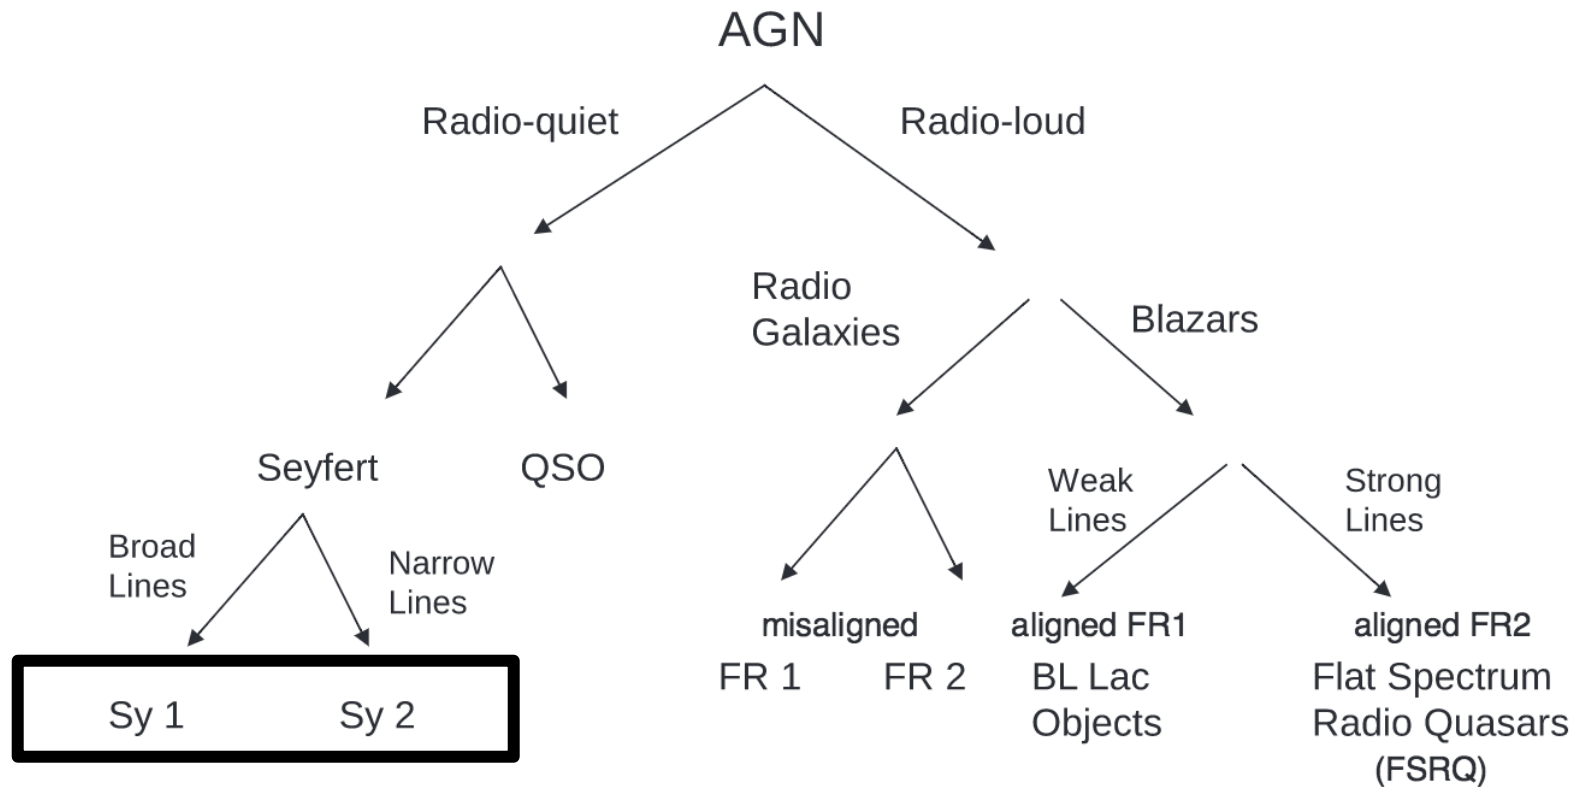 AGN
Radio-quiet
Radio-loud
Radio
Galaxies
Blazars
Seyfert
QSO
Weak
Lines
Strong
Lines
Broad
Lines
Narrow
Lines
misaligned
aligned FR1
aligned FR2
FR 1
FR 2
BL Lac
Objects
Flat Spectrum
Radio Quasars
(FSRQ)
Sy 1
Sy 2